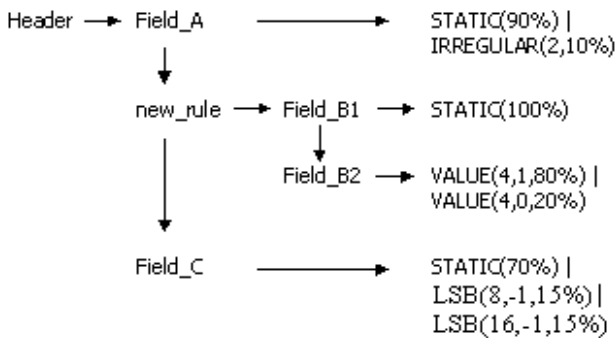 Header Field_A STATIC(90%) |
IRREGULAR(2,10%)
new_rule Field_B1 STATIC(100%)
Field_B2 VALUE(4,1,80%) |
VALUE(4,0,20%)
Field_C STATIC(70%) |
LSB(8,-1,15%) |
LSB(16,-1,15%)